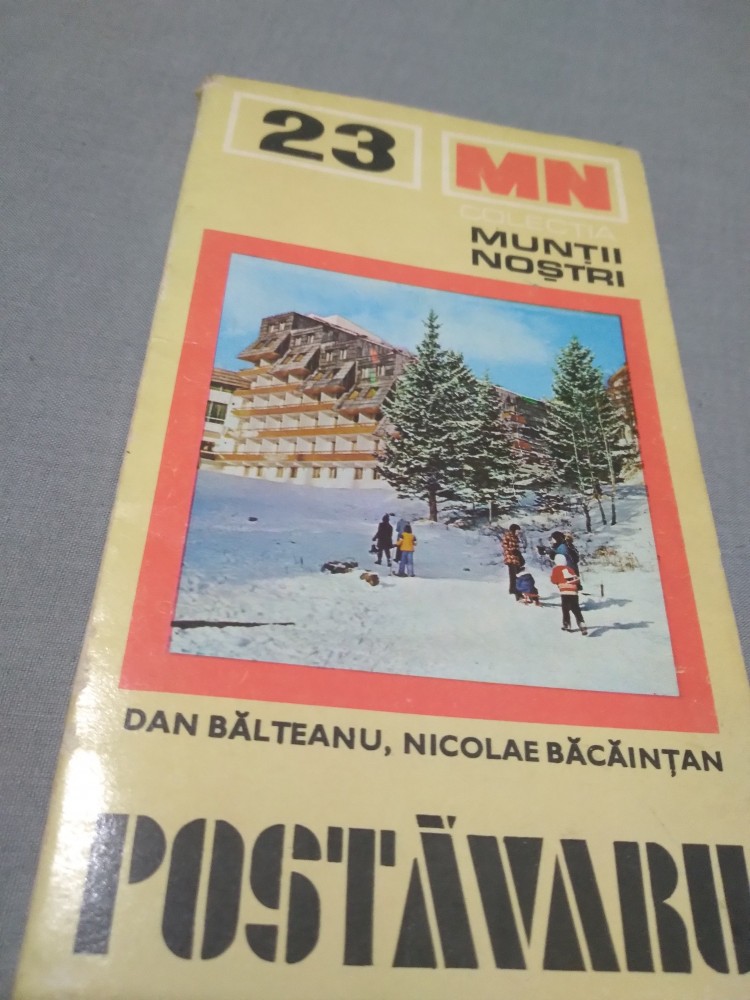 23
MN
COLECȚIA
MUNȚII
NOȘTRI
DAN BĂLTEANU, NICOLAE BĂCĂINȚAN
POSTĂVARU